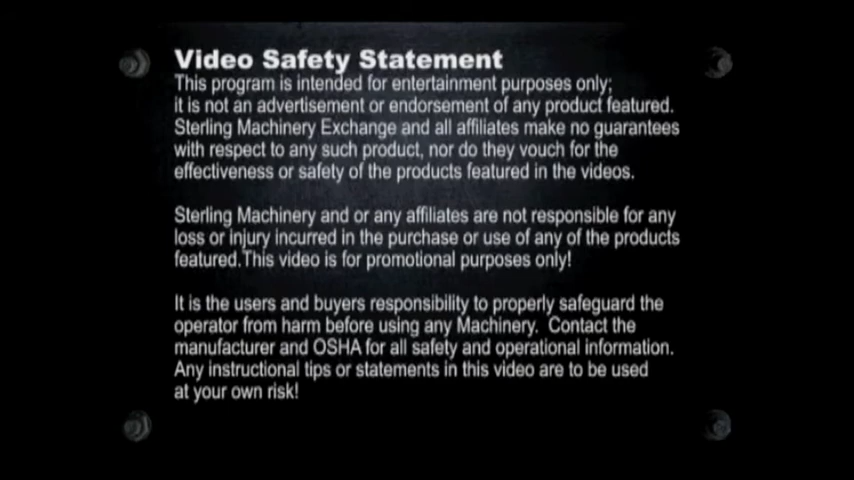 Video Safety Statement
This program is intended for entertainment purposes only;
it is not an advertisement or endorsement of any product featured.
Sterling Machinery Exchange and all affiliates make no guarantees
with respect to any such product, nor do they vouch for the
effectiveness or safety of the products featured in the videos.
Sterling Machinery and or any affiliates are not responsible for any
loss or injury incurred in the purchase or use of any of the products
featured.This video is for promotional purposes only!
It is the users and buyers responsibility to properly safeguard the
operator from harm before using any Machinery. Contact the
manufacturer and OSHA for all safety and operational information.
Any instructional tips or statements in this video are to be used
at your own risk!